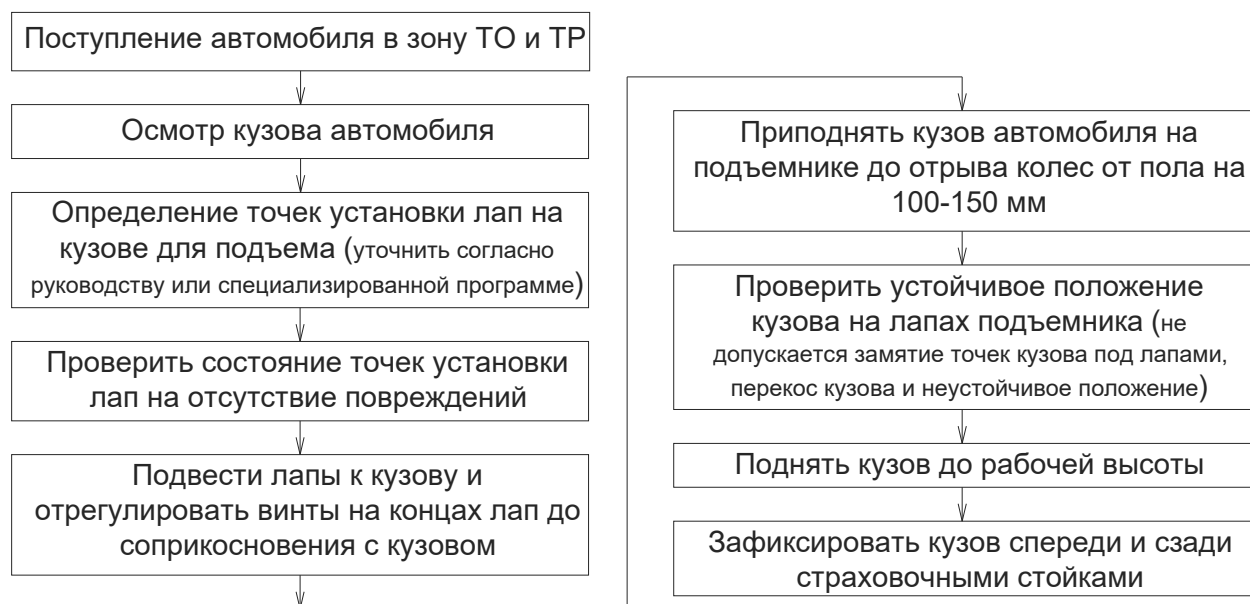 Поступление автомобиля в зону ТО и ТР
Осмотр кузова автомобиля
Определение точек установки лап на
кузове для подъема (уточнить согласно
руководству или специализированной программе)
Проверить состояние точек установки
лап на отсутствие повреждений
Подвести лапы к кузову и
отрегулировать винты на концах лап до
соприкосновения с кузовом
Приподнять кузов автомобиля на
подъемнике до отрыва колес от пола на
100-150 мм
Проверить устойчивое положение
кузова на лапах подъемника (не
допускается замятие точек кузова под лапами,
перекос кузова и неустойчивое положение)
Поднять кузов до рабочей высоты
Зафиксировать кузов спереди и сзади
страховочными стойками